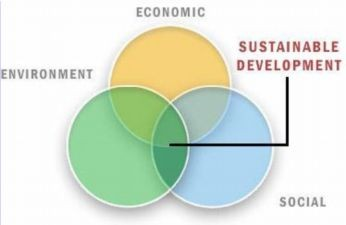 ECONOMIC
SUSTAINABLE
DEVELOPMENT
ENVIRONMENT
SOCIAL